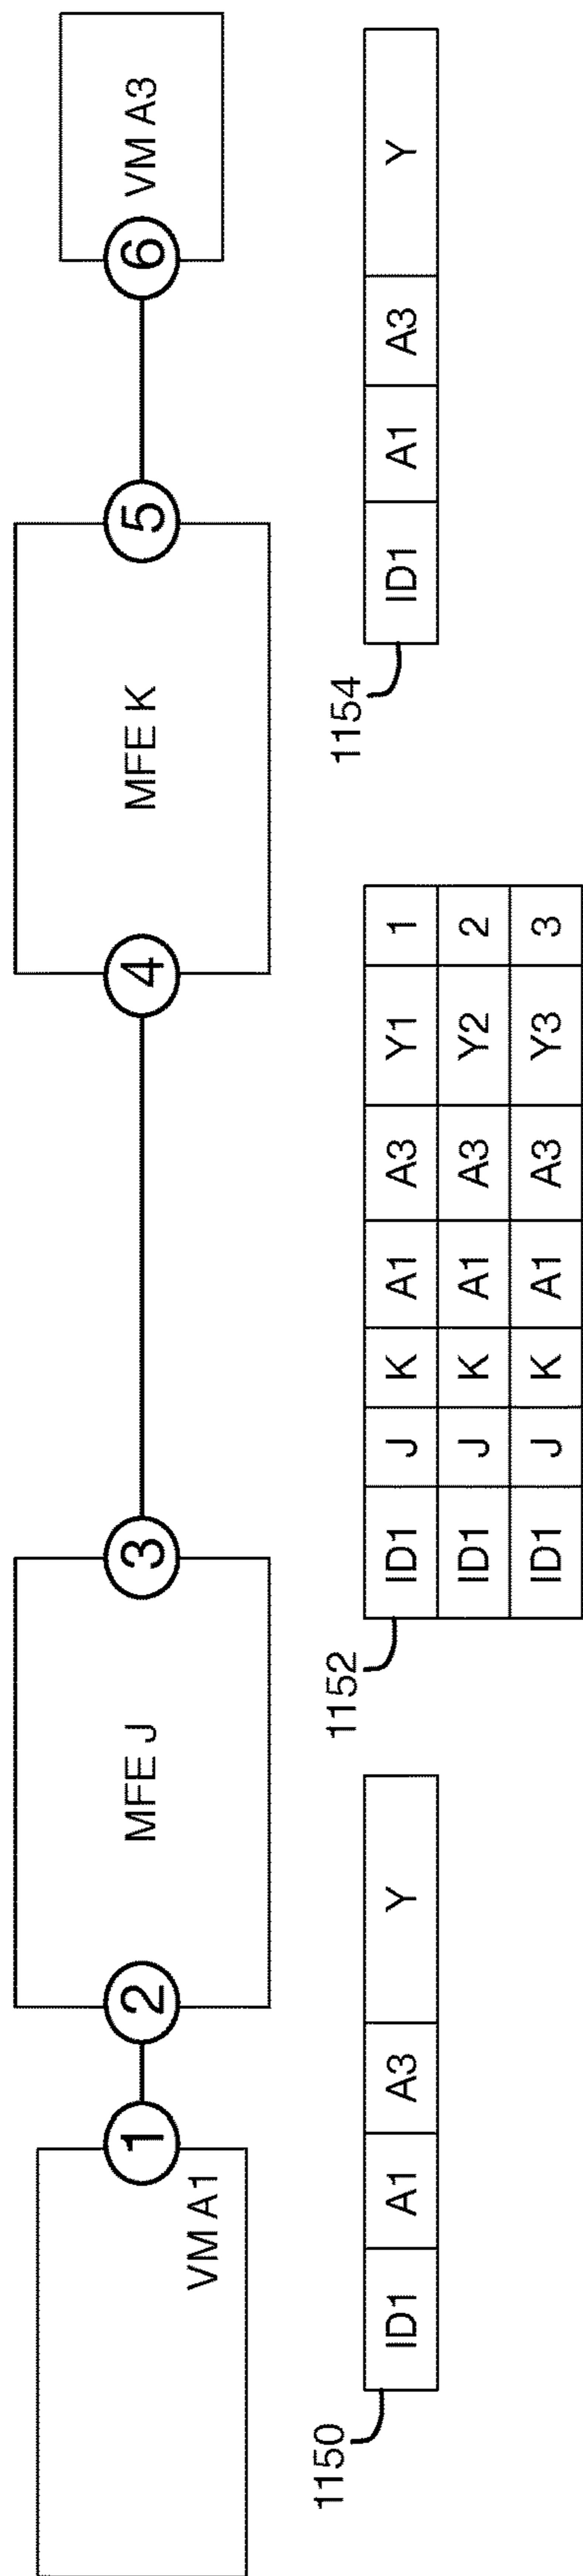 1 2 3 4 5 6
VM A1 MFE J MFE K VM A3
1150 1152 1154
ID1 A1 A3 Y
ID1 J K A1 A3 Y1 1
ID1 J K A1 A3 Y2 2
ID1 J K A1 A3 Y3 3
ID1 A1 A3 Y